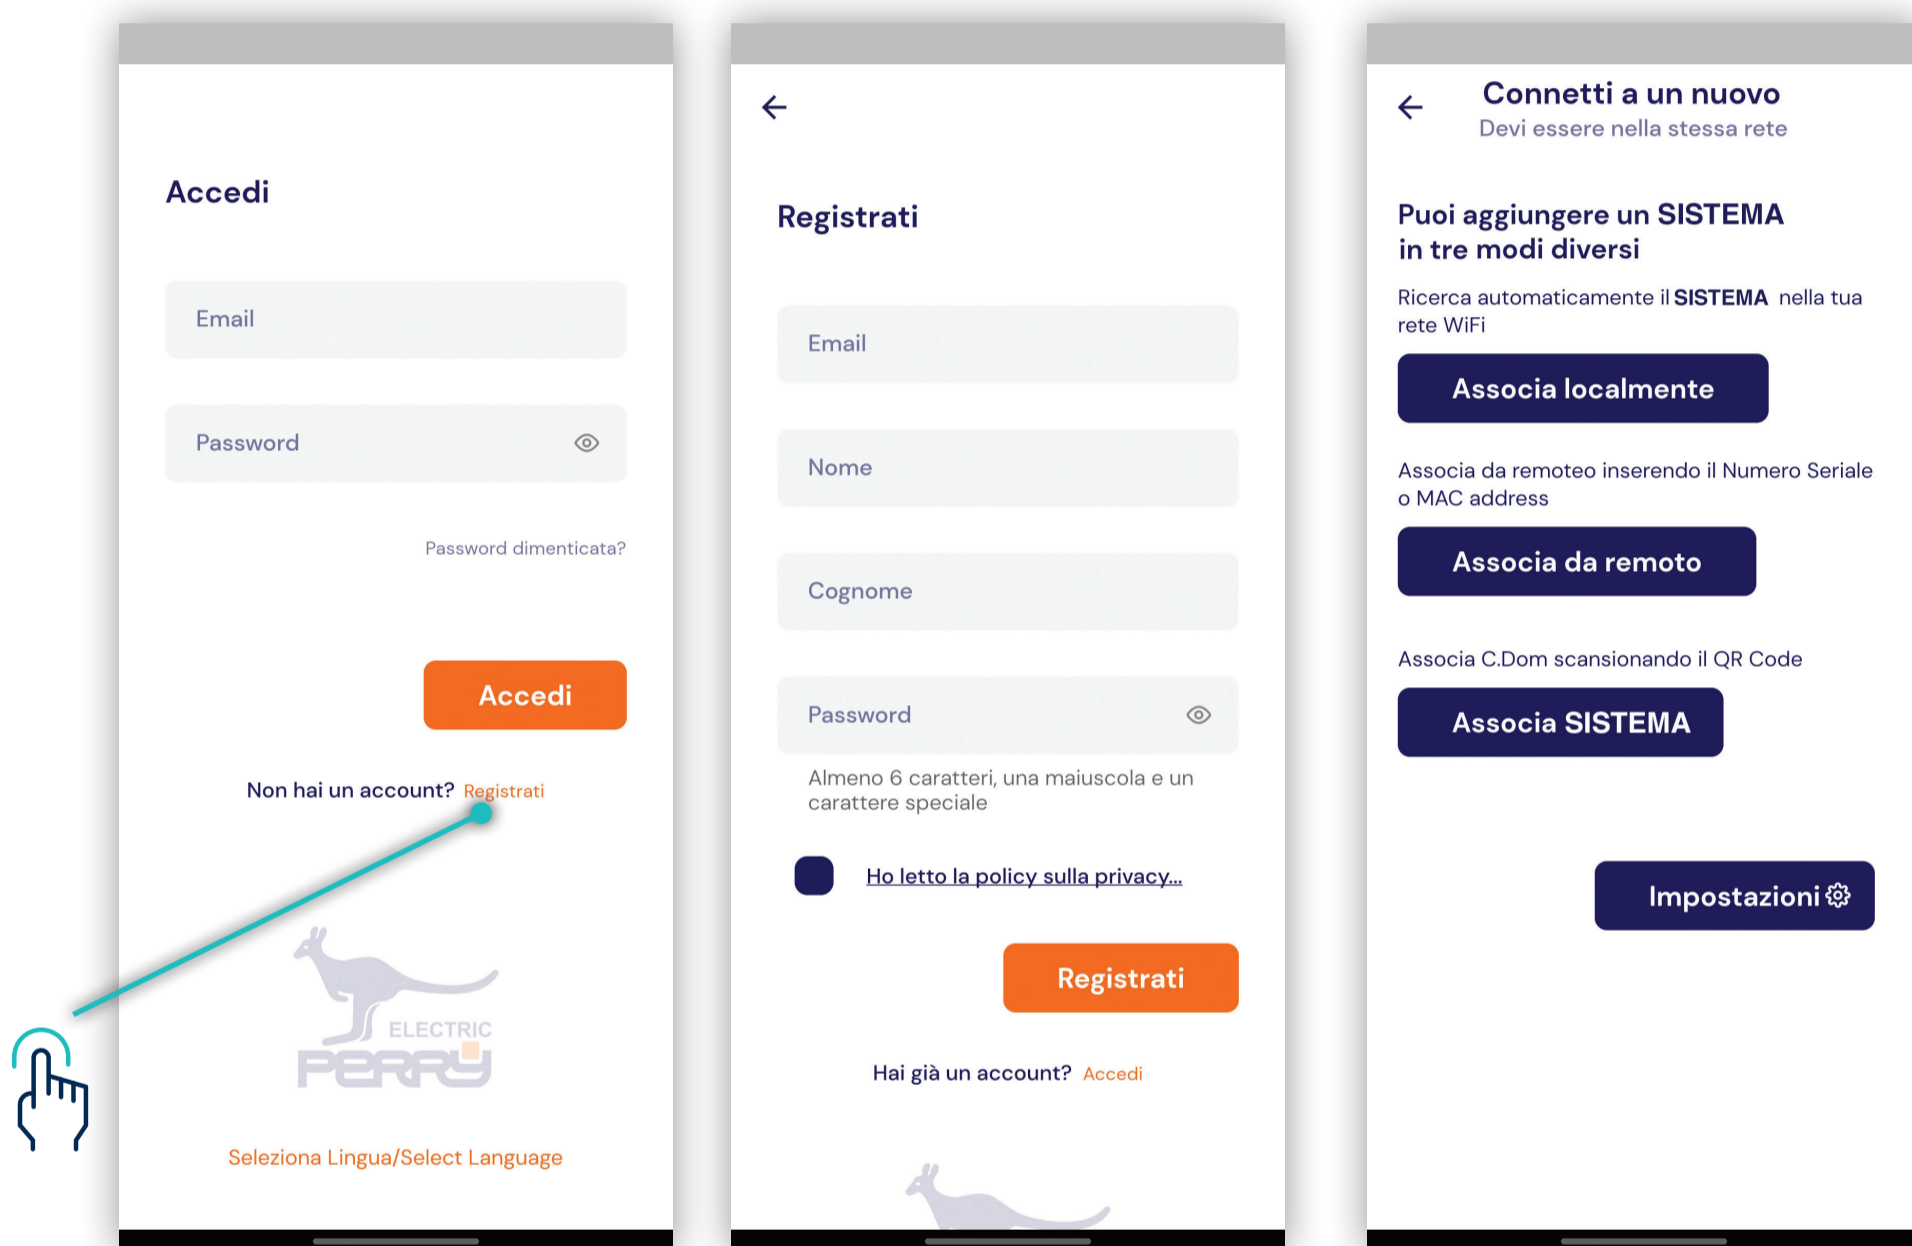 Accedi
Email
Password
Password dimenticata?
Accedi
Non hai un account? Registrati
ELECTRIC
PERRY
Seleziona Lingua/Select Language
Registrati
Email
Nome
Cognome
Password
Almeno 6 caratteri, una maiuscola e un
carattere speciale
Ho letto la policy sulla privacy...
Registrati
Hai già un account? Accedi
Connetti a un nuovo
Devi essere nella stessa rete
Puoi aggiungere un SISTEMA
in tre modi diversi
Ricerca automaticamente il SISTEMA nella tua
rete WiFi
Associa localmente
Associa da remoteo inserendo il Numero Seriale
o MAC address
Associa da remoto
Associa C.Dom scansionando il QR Code
Associa SISTEMA
Impostazioni